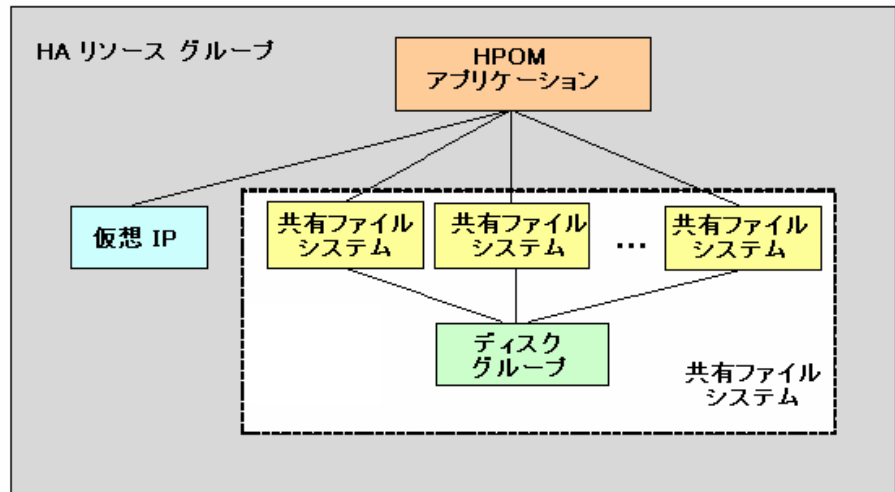 HA リソース グループ
HPOM
アプリケーション
仮想 IP
共有ファイル
システム
共有ファイル
システム
...
共有ファイル
システム
ディスク
グループ
共有ファイル
システム